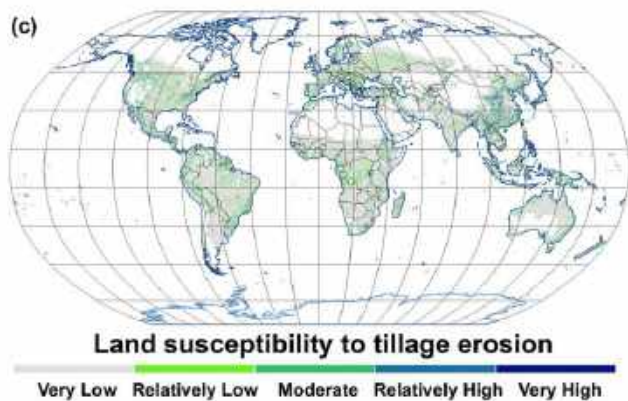 (c)
Land susceptibility to tillage erosion
Very Low Relatively Low Moderate Relatively High Very High